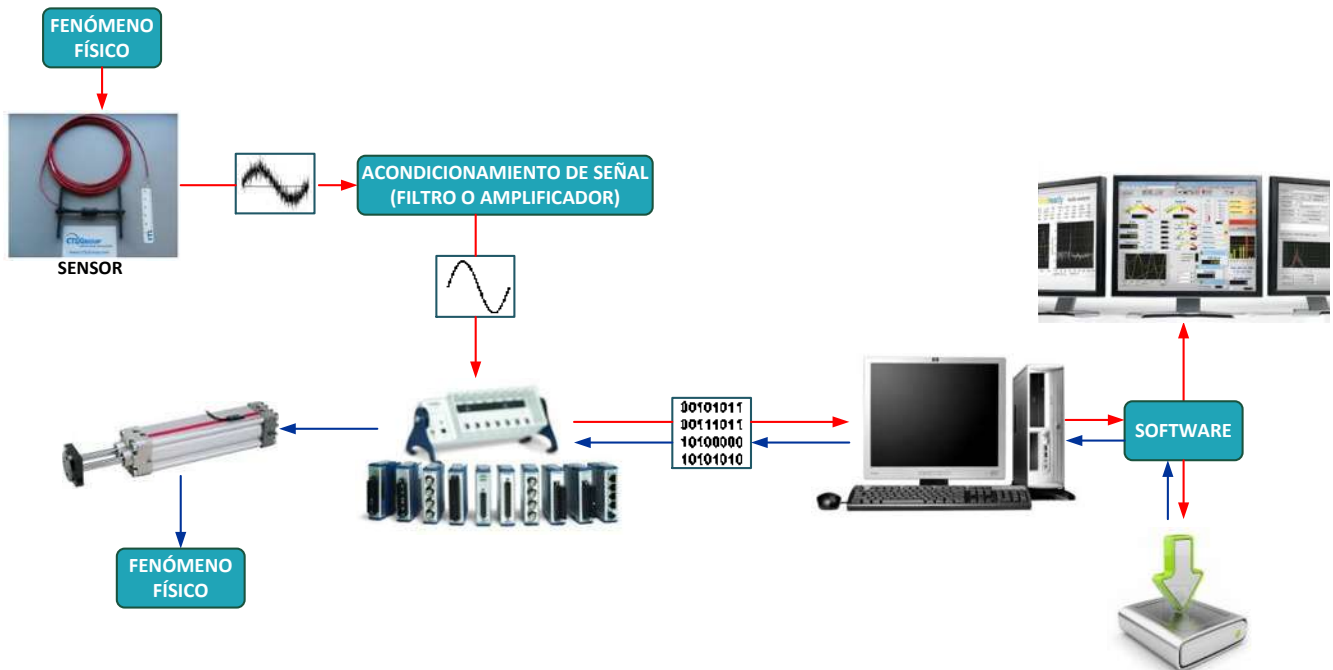 FENÓMENO
FÍSICO
ACONDICIONAMIENTO DE SEÑAL
(FILTRO O AMPLIFICADOR)
SENSOR
00101011
00111011
10100000
10101010
SOFTWARE
FENÓMENO
FÍSICO